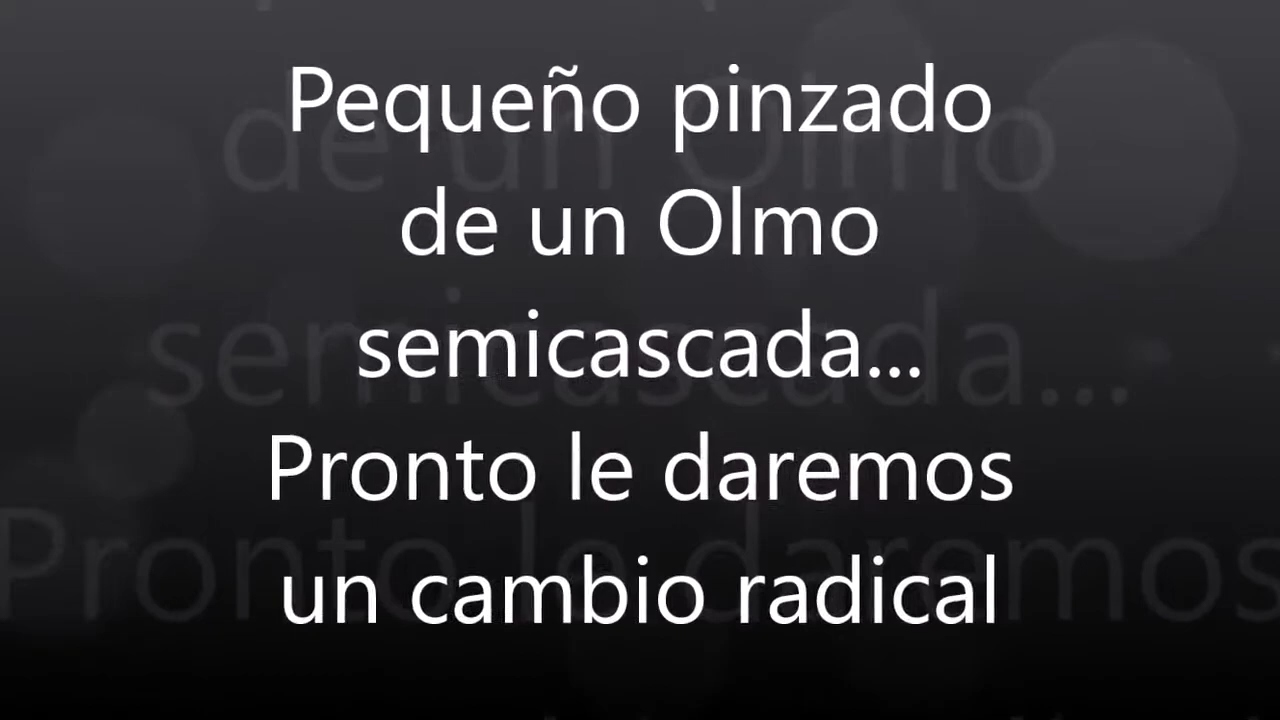 Pequeño pinzado
de un Olmo
semicascada...
Pronto le daremos
un cambio radical